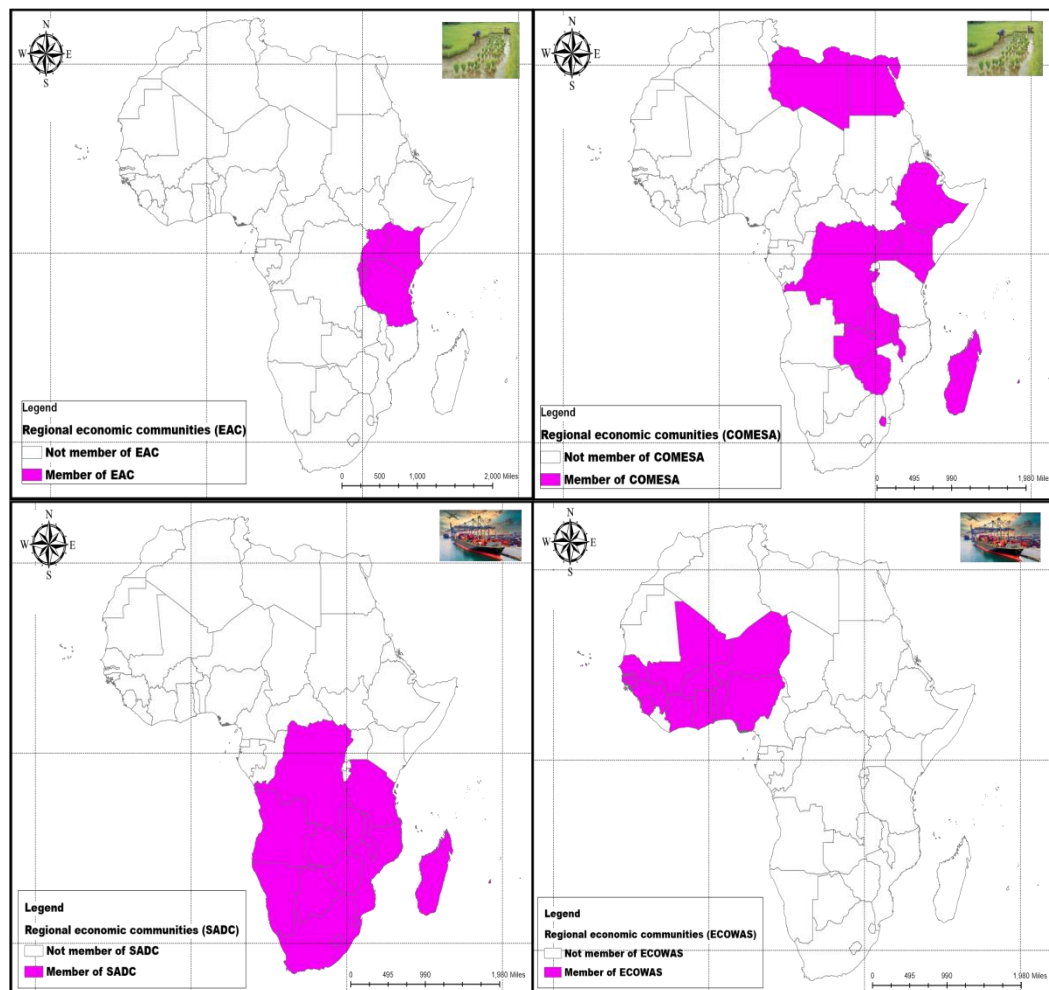 N
W E
S
Legend
Regional economic communities (EAC)
Not member of EAC
Member of EAC
0 500 1,000 2,000 Miles
N
W E
S
Legend
Regional economic comunities (COMESA)
Not member of COMESA
Member of COMESA
0 495 990 1,980 Miles
N
W E
S
Legend
Regional economic communities (SADC)
Not member of SADC
Member of SADC
0 495 990 1,980 Miles
N
W E
S
Legend
Regional economic communities (ECOWAS)
Not member of ECOWAS
Member of ECOWAS
0 495 990 1,980 Miles